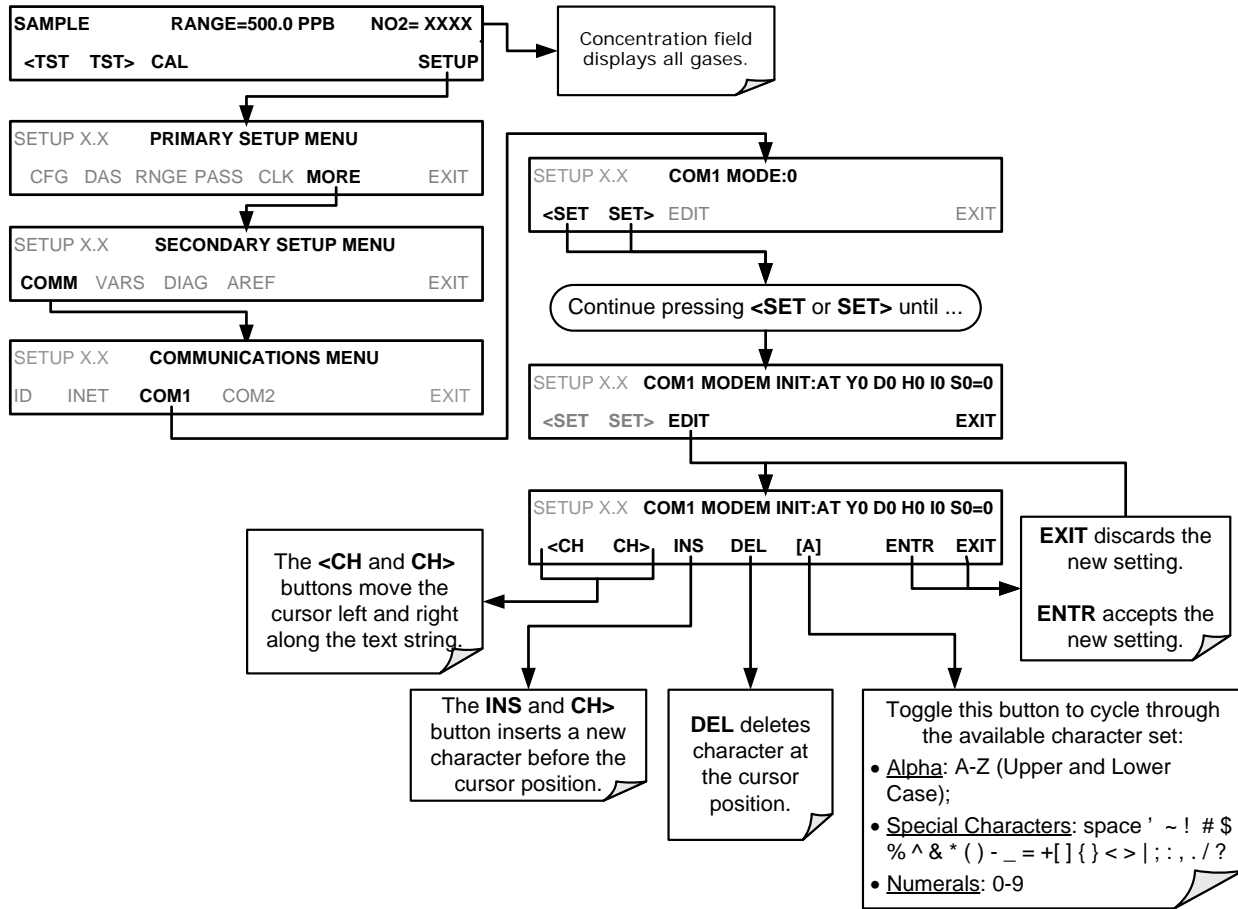 SAMPLE RANGE=500.0 PPB NO2= XXXX
<TST TST> CAL SETUP
Concentration field
displays all gases.
SETUP X.X PRIMARY SETUP MENU
CFG DAS RNGE PASS CLK MORE EXIT
SETUP X.X SECONDARY SETUP MENU
COMM VARS DIAG AREF EXIT
SETUP X.X COMMUNICATIONS MENU
ID INET COM1 COM2 EXIT
SETUP X.X COM1 MODE:0
<SET SET> EDIT EXIT
Continue pressing <SET or SET> until ...
SETUP X.X COM1 MODEM INIT:AT Y0 D0 H0 I0 S0=0
<SET SET> EDIT EXIT
SETUP X.X COM1 MODEM INIT:AT Y0 D0 H0 I0 S0=0
<CH CH> INS DEL [A] ENTR EXIT
The <CH and CH>
buttons move the
cursor left and right
along the text string.
EXIT discards the
new setting.
ENTR accepts the
new setting.
The INS and CH>
button inserts a new
character before the
cursor position.
DEL deletes
character at
the cursor
position.
Toggle this button to cycle through
the available character set:
• Alpha: A-Z (Upper and Lower
Case);
• Special Characters: space ' ~ ! # $
% ^ & * ( ) - _ = +[ ] { } < > | ; : , . / ?
• Numerals: 0-9